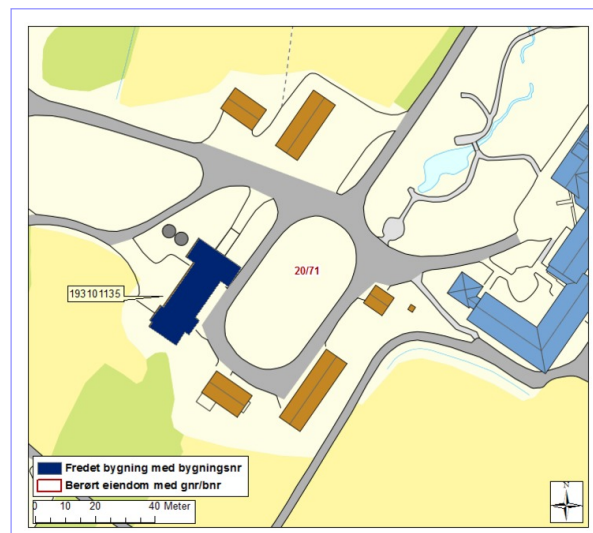 20/71
193101135
Fredet bygning med bygningsnr
Berørt eiendom med gnr/bnr
0 10 20 40 Meter
N